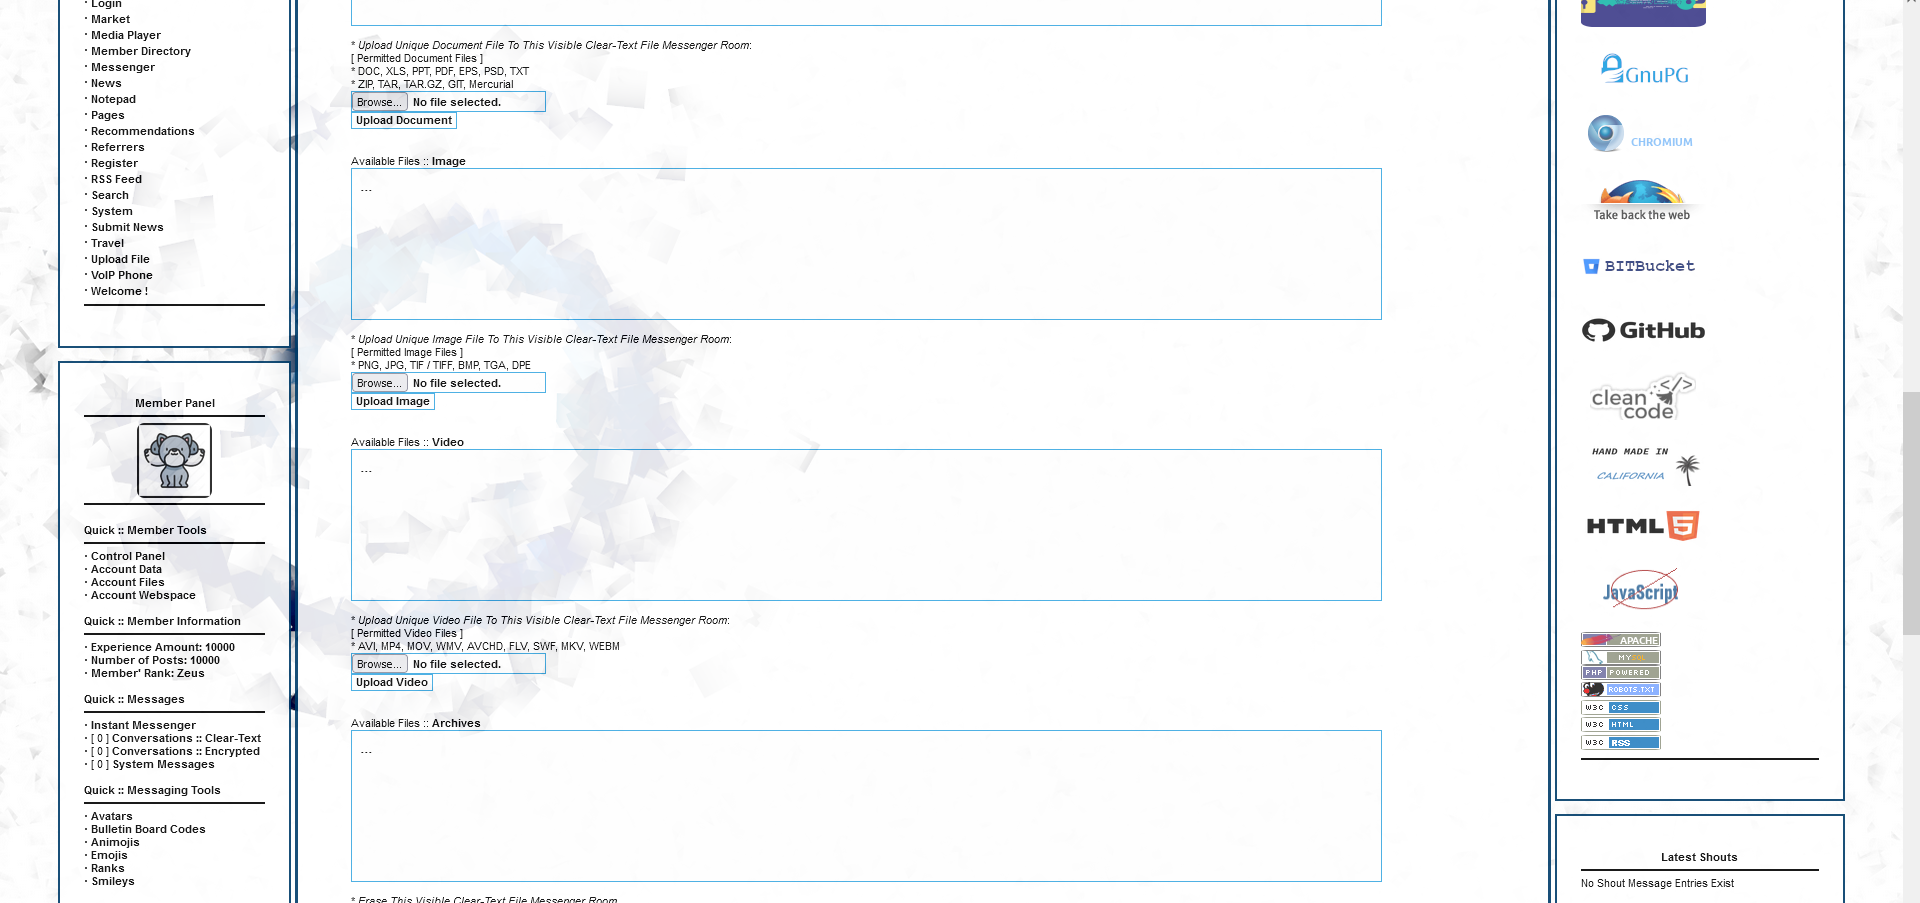 · Login
· Market
· Media Player
· Member Directory
· Messenger
· News
· Notepad
· Pages
· Recommendations
· Referrers
· Register
· RSS Feed
· Search
· System
· Submit News
· Travel
· Upload File
· VoIP Phone
· Welcome !
Member Panel
Quick :: Member Tools
· Control Panel
· Account Data
· Account Files
· Account Webspace
Quick :: Member Information
· Experience Amount: 10000
· Number of Posts: 10000
· Member' Rank: Zeus
Quick :: Messages
· Instant Messenger
· [ 0 ] Conversations :: Clear-Text
· [ 0 ] Conversations :: Encrypted
· [ 0 ] System Messages
Quick :: Messaging Tools
· Avatars
· Bulletin Board Codes
· Animojis
· Emojis
· Ranks
· Smileys
* Upload Unique Document File To This Visible Clear-Text File Messenger Room:
[ Permitted Document Files ]
* DOC, XLS, PPT, PDF, EPS, PSD, TXT
* ZIP, TAR, TAR.GZ, GIT, Mercurial
Browse... No file selected.
Upload Document
Available Files :: Image
...
* Upload Unique Image File To This Visible Clear-Text File Messenger Room:
[ Permitted Image Files ]
* PNG, JPG, TIF / TIFF, BMP, TGA, DPE
Browse... No file selected.
Upload Image
Available Files :: Video
...
* Upload Unique Video File To This Visible Clear-Text File Messenger Room:
[ Permitted Video Files ]
* AVI, MP4, MOV, WMV, AVCHD, FLV, SWF, MKV, WEBM
Browse... No file selected.
Upload Video
Available Files :: Archives
...
* Erase This Visible Clear-Text File Messenger Room
GnuPG
CHROMIUM
Take back the web
BITBucket
GitHub
clean </>
code
HAND MADE IN
CALIFORNIA
HTML 5
JavaScript
APACHE
MYSQL
PHP POWERED
ROBOTS.TXT
W3C CSS
W3C HTML
W3C RSS
Latest Shouts
No Shout Message Entries Exist